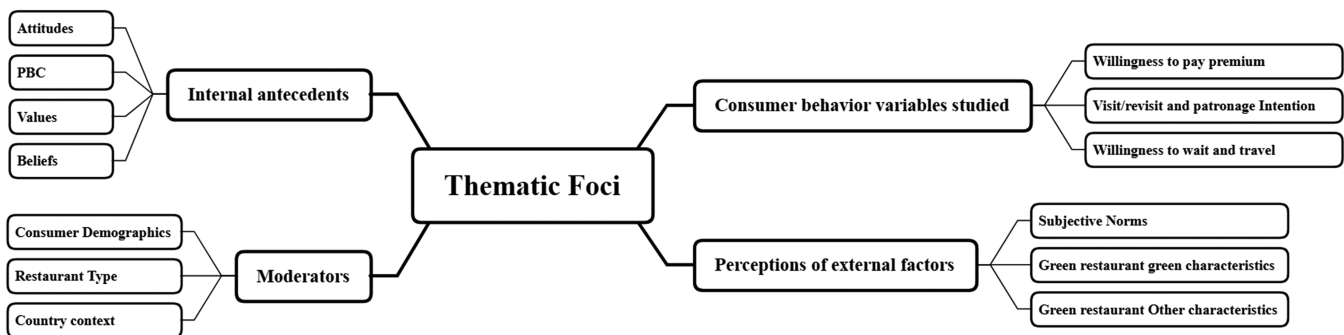 Attitudes
PBC
Values
Beliefs
Internal antecedents
Consumer Demographics
Restaurant Type
Country context
Moderators
Thematic Foci
Consumer behavior variables studied
Willingness to pay premium
Visit/revisit and patronage Intention
Willingness to wait and travel
Perceptions of external factors
Subjective Norms
Green restaurant green characteristics
Green restaurant Other characteristics